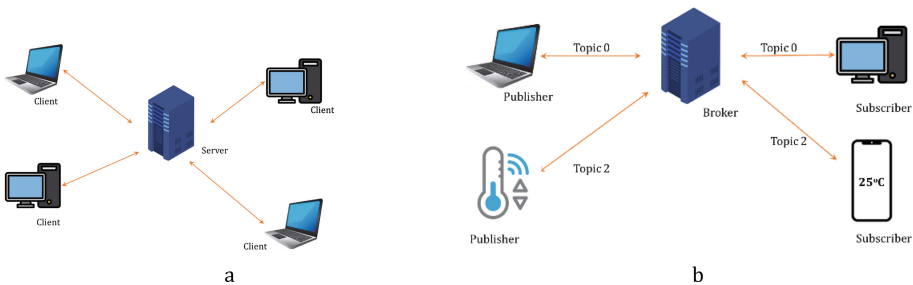 Client
Client
Server
Client
Client
a
Topic 0
Topic 0
Publisher
Broker
Subscriber
Topic 2
Topic 2
25°C
Publisher
Subscriber
b